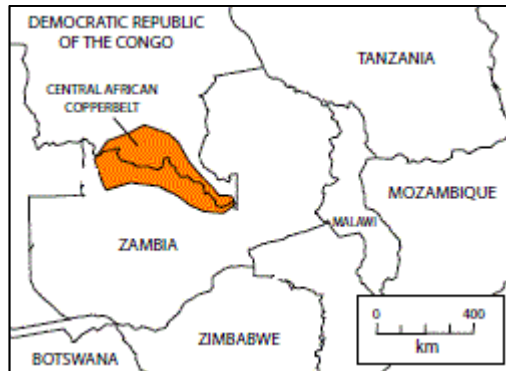 DEMOCRATIC REPUBLIC
OF THE CONGO
TANZANIA
CENTRAL AFRICAN
COPPERBELT
MOZAMBIQUE
MALAWI
ZAMBIA
0 400
km
ZIMBABWE
BOTSWANA